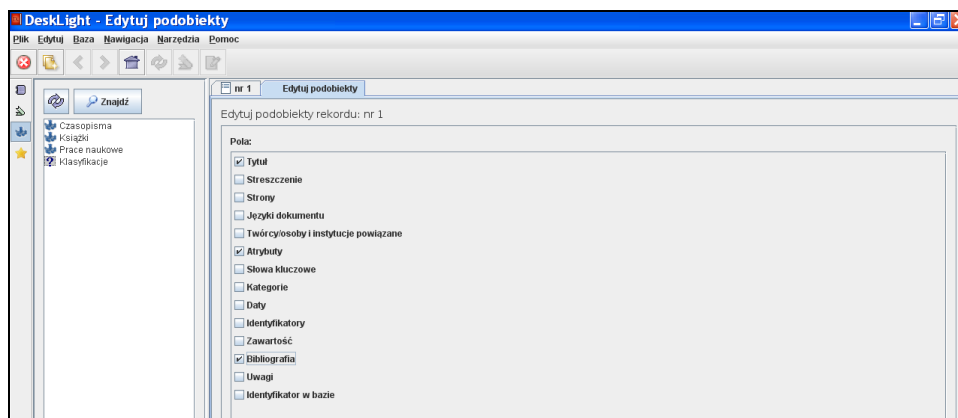 DeskLight - Edytuj podobiekty
Plik Edytuj Baza Nawigacja Narzędzia Pomoc
nr 1 Edytuj podobiekty
Znajdź
Edytuj podobiekty rekordu: nr 1
Czasopisma
Książki
Prace naukowe
Klasyfikacje
Pola:
Tytuł
Streszczenie
Strony
Języki dokumentu
Twórcy/osoby i instytucje powiązane
Atrybuty
Słowa kluczowe
Kategorie
Daty
Identyfikatory
Zawartość
Bibliografia
Uwagi
Identyfikator w bazie